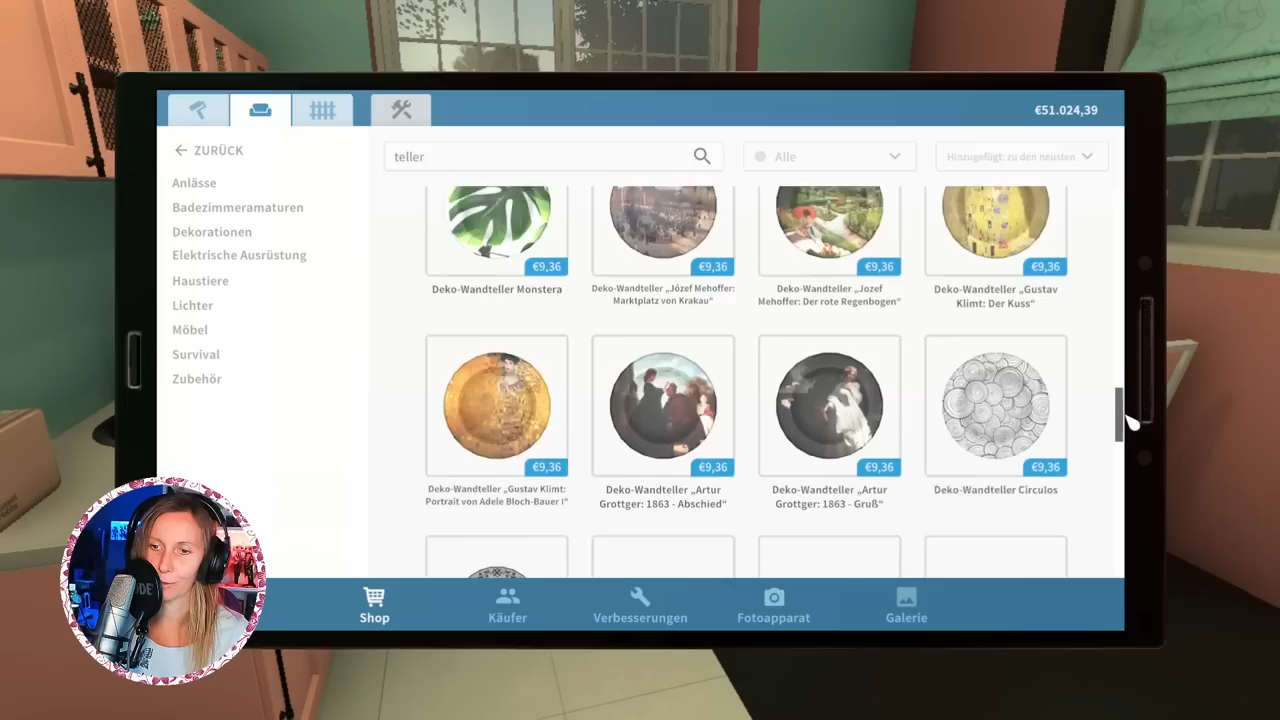 €51.024,39
ZURÜCK
teller
Alle
Hinzugefügt: zu den neusten
Anlässe
Badezimmeramaturen
Dekorationen
Elektrische Ausrüstung
Haustiere
Lichter
Möbel
Survival
Zubehör
€9,36
€9,36
€9,36
€9,36
Deko-Wandteller Monstera
Deko-Wandteller „Józef Mehoffer:
Marktplatz von Krakau“
Deko-Wandteller „Jozef
Mehoffer: Der rote Regenbogen“
Deko-Wandteller „Gustav
Klimt: Der Kuss“
€9,36
€9,36
€9,36
€9,36
Deko-Wandteller „Gustav Klimt:
Portrait von Adele Bloch-Bauer I“
Deko-Wandteller „Artur
Grottger: 1863 - Abschied“
Deko-Wandteller „Artur
Grottger: 1863 - Gruß“
Deko-Wandteller Circulos
Shop
Käufer
Verbesserungen
Fotoapparat
Galerie